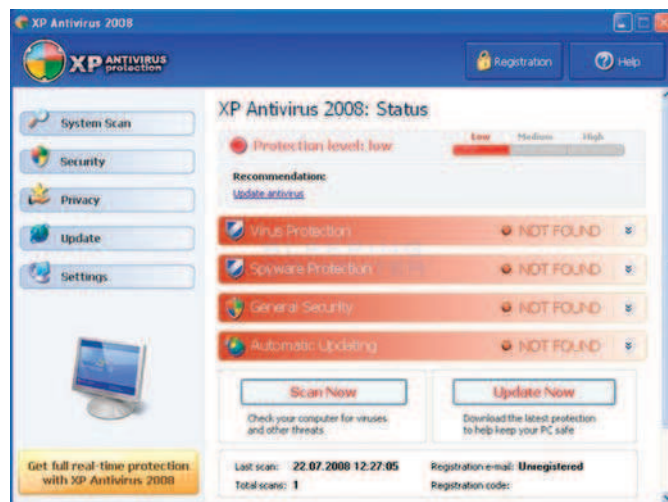 XP Antivirus 2008
XP ANTIVIRUS
protection
Registration
Help
System Scan
Security
Privacy
Update
Settings
Get full real-time protection
with XP Antivirus 2008
XP Antivirus 2008: Status
Protection level: low
Low Medium High
Recommendation:
Update antivirus
Virus Protection NOT FOUND
Spyware Protection NOT FOUND
General Security NOT FOUND
Automatic Updating NOT FOUND
Scan Now
Check your computer for viruses
and other threats
Update Now
Download the latest protection
to help keep your PC safe
Last scan: 22.07.2008 12:27:05
Total scans: 1
Registration e-mail: Unregistered
Registration code: